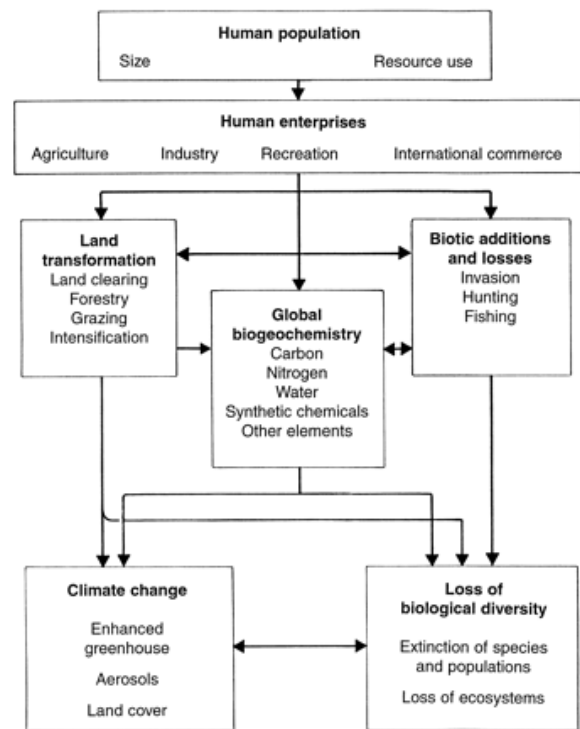 Human population
Size Resource use
Human enterprises
Agriculture Industry Recreation International commerce
Land
transformation
Land clearing
Forestry
Grazing
Intensification
Global
biogeochemistry
Carbon
Nitrogen
Water
Synthetic chemicals
Other elements
Biotic additions
and losses
Invasion
Hunting
Fishing
Climate change
Enhanced
greenhouse
Aerosols
Land cover
Loss of
biological diversity
Extinction of species
and populations
Loss of ecosystems